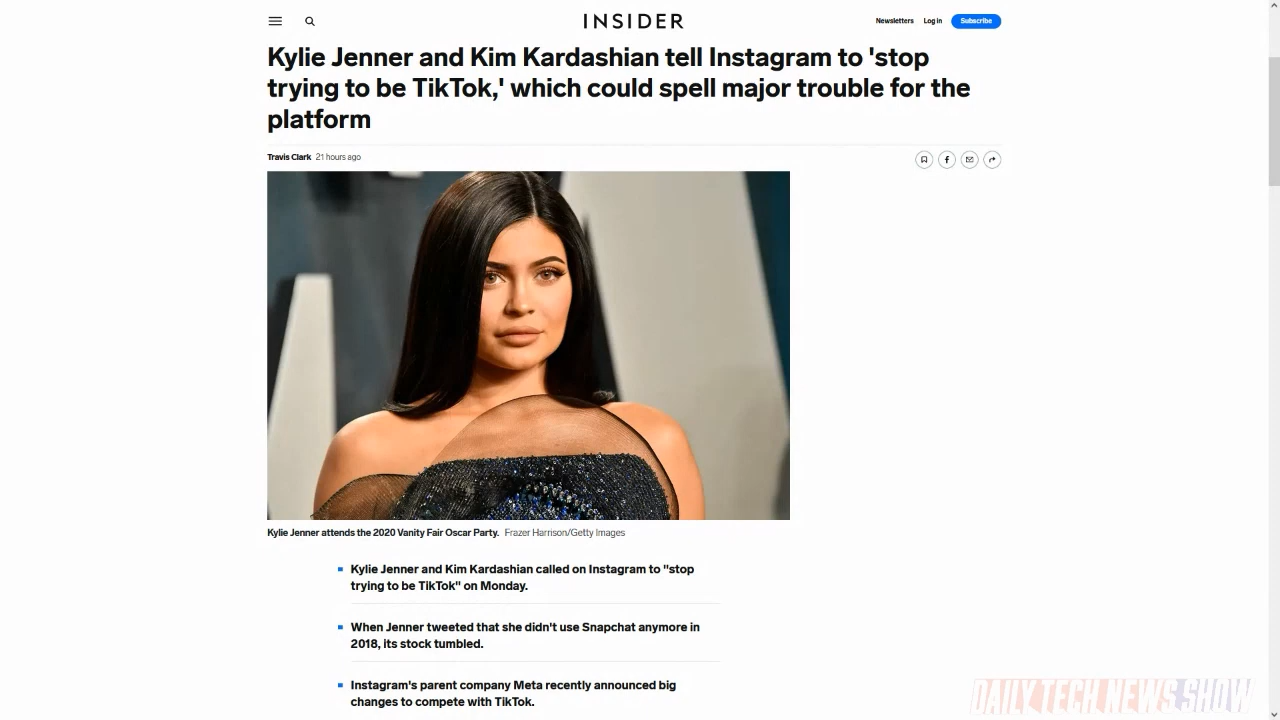 INSIDER
Newsletters
Log in
Subscribe
Kylie Jenner and Kim Kardashian tell Instagram to 'stop
trying to be TikTok,' which could spell major trouble for the
platform
Travis Clark 21 hours ago
Kylie Jenner attends the 2020 Vanity Fair Oscar Party. Frazer Harrison/Getty Images
Kylie Jenner and Kim Kardashian called on Instagram to "stop
trying to be TikTok" on Monday.
When Jenner tweeted that she didn't use Snapchat anymore in
2018, its stock tumbled.
Instagram's parent company Meta recently announced big
changes to compete with TikTok.
DAILY TECH NEWS SHOW